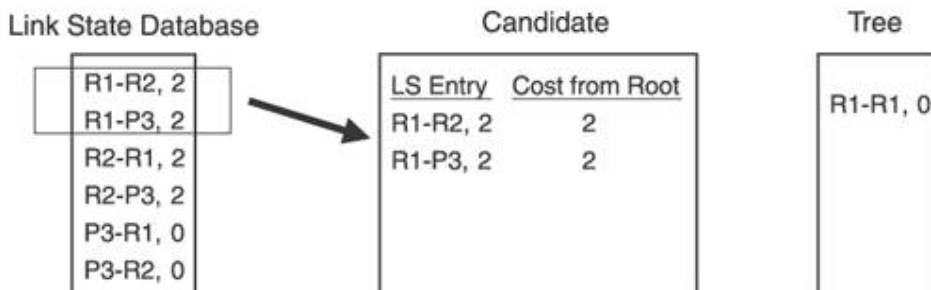 Link State Database
R1-R2, 2
R1-P3, 2
R2-R1, 2
R2-P3, 2
P3-R1, 0
P3-R2, 0
Candidate
LS Entry Cost from Root
R1-R2, 2 2
R1-P3, 2 2
Tree
R1-R1, 0